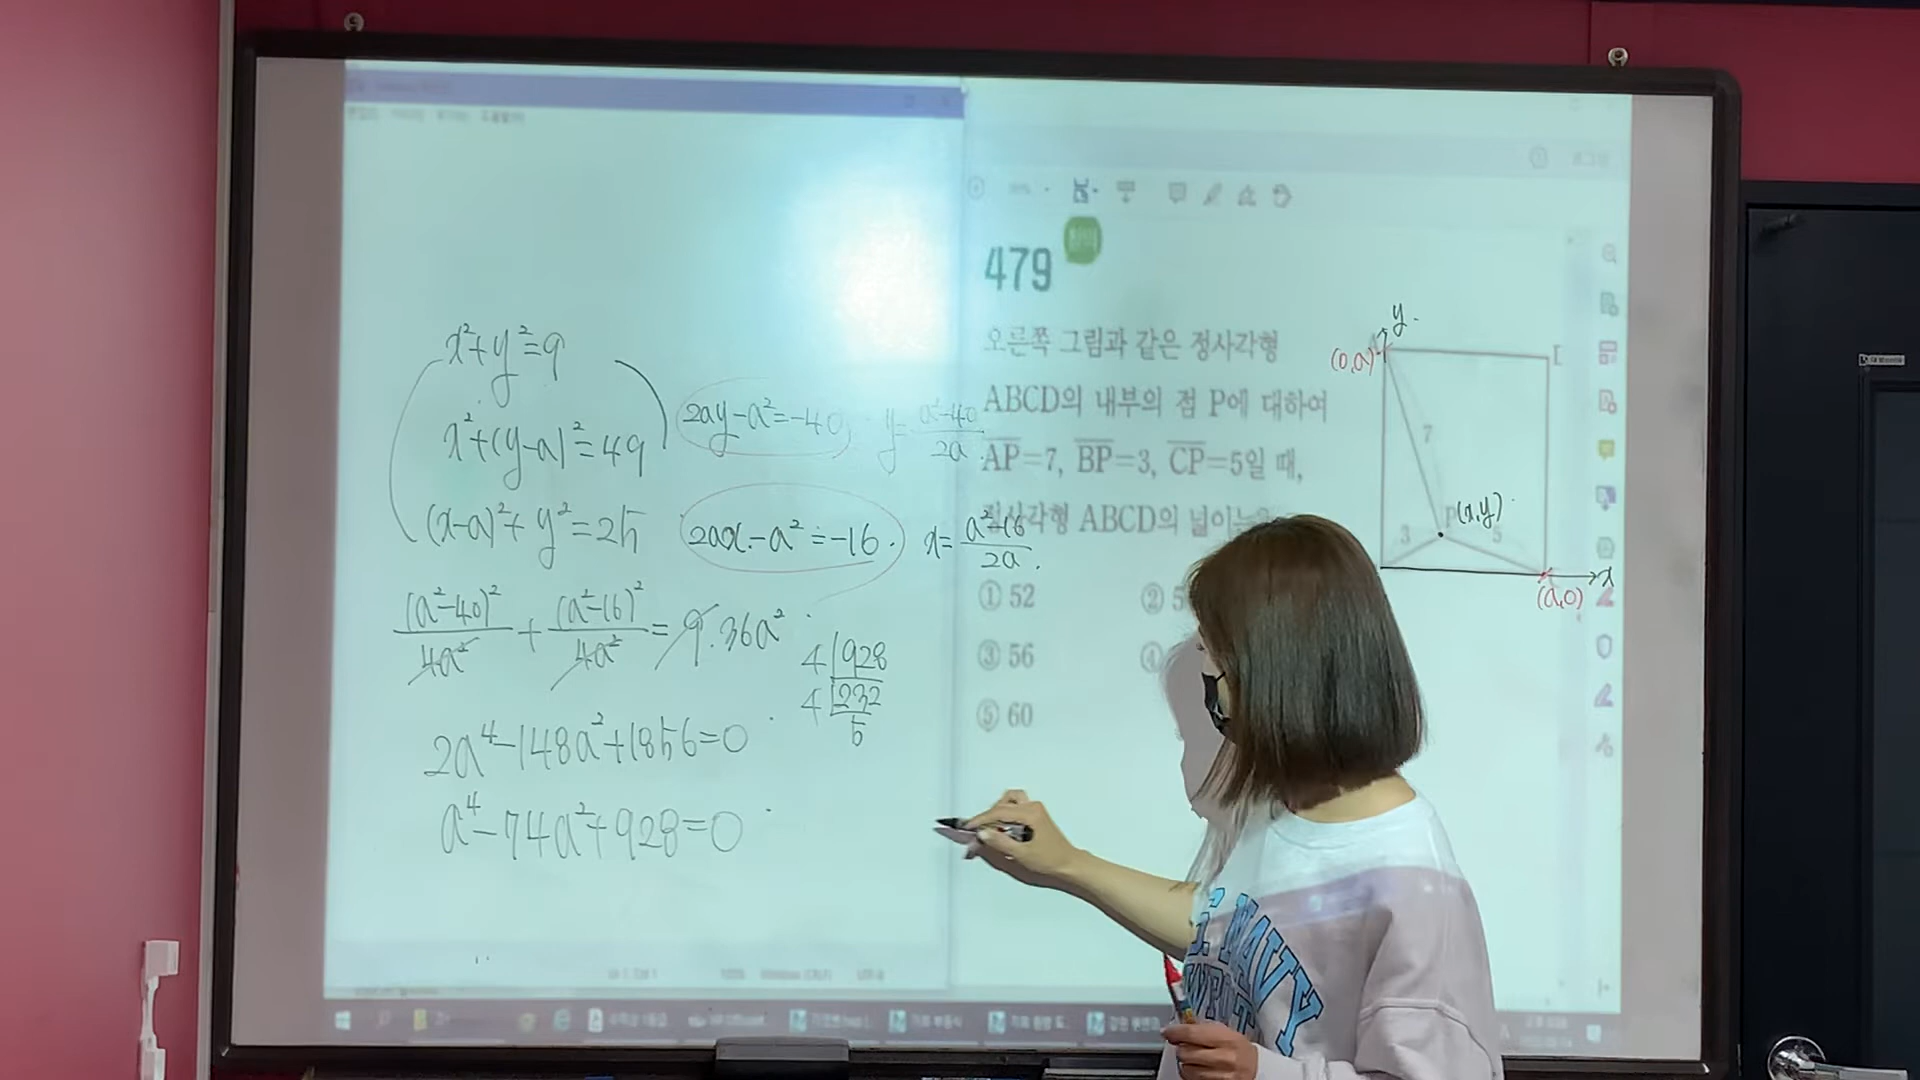 x²+y²=9
x²+(y-a)²=49
(x-a)²+y²=25
2ay-a²=-40
y=a²-40/2a
2ax-a²=-16
x=a²-16/2a
(a²-40)²/4a²+(a²-16)²/4a²=9.36a²
4 928
4 232
5
2a⁴-148a²+1856=0
a⁴-74a²+928=0
479
오른쪽 그림과 같은 정사각형
ABCD의 내부의 점 P에 대하여
AP=7, BP=3, CP=5일 때,
정사각형 ABCD의 넓이는?
① 52
② 5
③ 56
④
⑤ 60
y
(0,a)
7
P(x,y)
3
5
x
(a,0)
NAVY